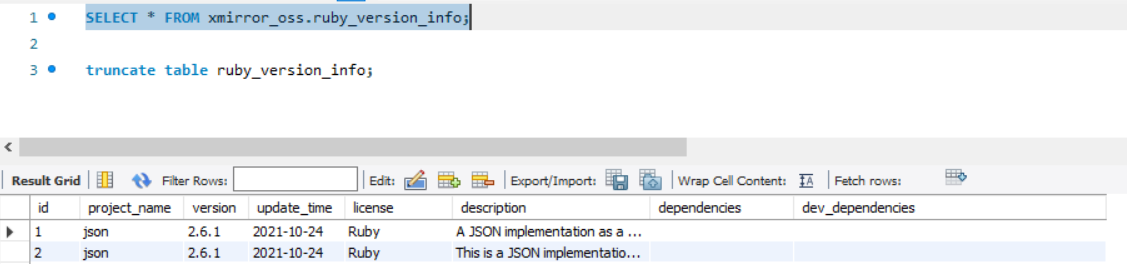 1 SELECT * FROM xmirror_oss.ruby_version_info;
2
3 truncate table ruby_version_info;
Result Grid Filter Rows: Edit: Export/Import: Wrap Cell Content: IA Fetch rows:
id project_name version update_time license description dependencies dev_dependencies
1 json 2.6.1 2021-10-24 Ruby A JSON implementation as a ...
2 json 2.6.1 2021-10-24 Ruby This is a JSON implementatio...